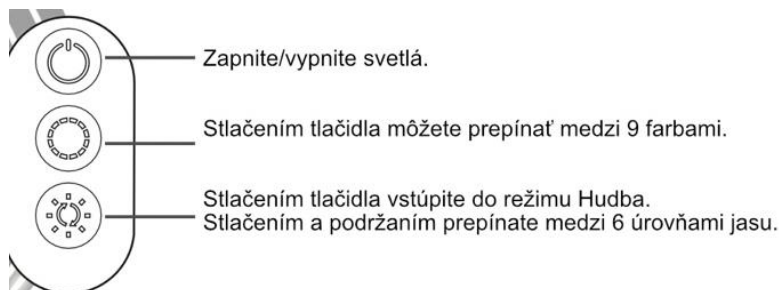 Zapnite/vypnite svetlá.
Stlačením tlačidla môžete prepínať medzi 9 farbami.
Stlačením tlačidla vstúpite do režimu Hudba.
Stlačením a podržaním prepínate medzi 6 úrovňami jasu.